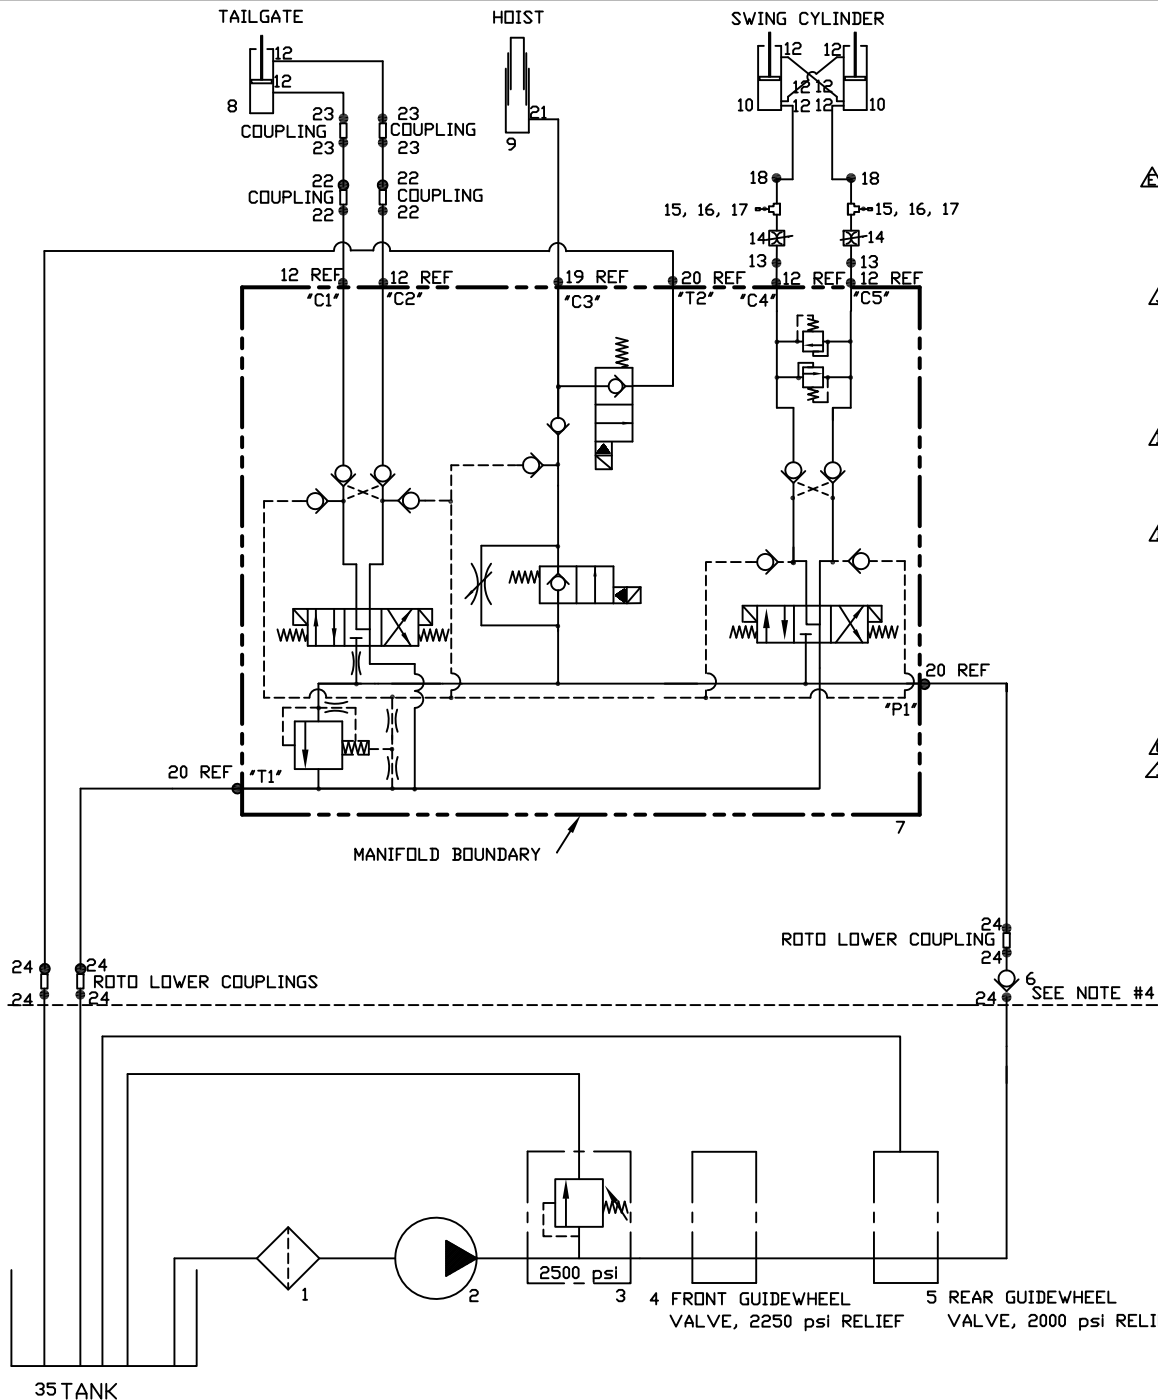 TAILGATE
HOIST
SWING CYLINDER
12
12
8
21
9
12
12
12
12
12
12
10
10
23
23
COUPLING
COUPLING
23
23
22
22
COUPLING
COUPLING
22
22
18
18
15, 16, 17
15, 16, 17
14
14
13
13
12 REF
12 REF
19 REF
20 REF
12 REF
12 REF
"C1"
"C2"
"C3"
"T2"
"C4"
"C5"
20 REF
"P1"
20 REF
"T1"
7
MANIFOLD BOUNDARY
24
ROTO LOWER COUPLING
24
24
24
ROTO LOWER COUPLINGS
24
24
6
24
SEE NOTE #4
2500 psi
1
2
3
4 FRONT GUIDEWHEEL
VALVE, 2250 psi RELIEF
5 REAR GUIDEWHEEL
VALVE, 2000 psi RELI
35 TANK